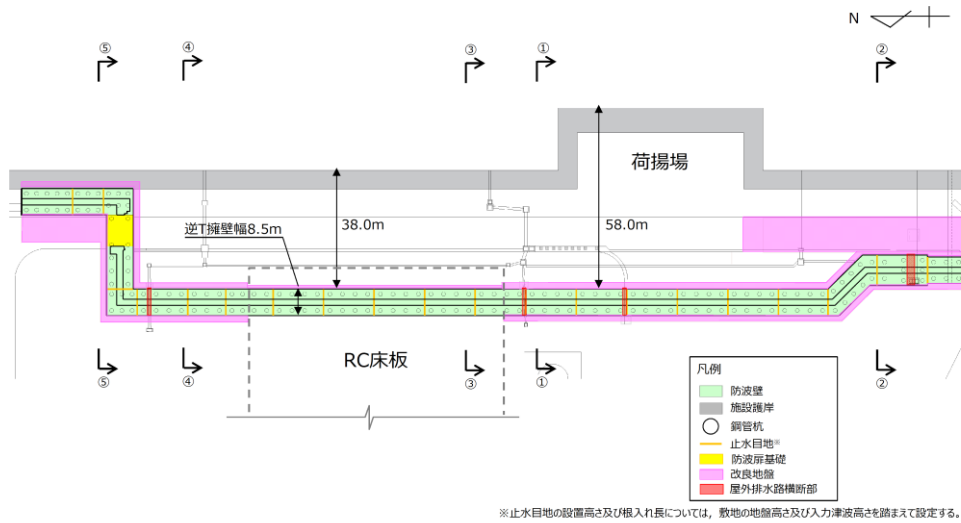 N
⑤
④
③
①
②
荷揚場
逆T擁壁幅8.5m
38.0m
58.0m
RC床板
⑤
④
③
①
②
凡例
防波壁
施設護岸
鋼管杭
止水目地※
防波扉基礎
改良地盤
屋外排水路横断部
※止水目地の設置高さ及び根入れ長については，敷地の地盤高さ及び入力津波高さを踏まえて設定する。